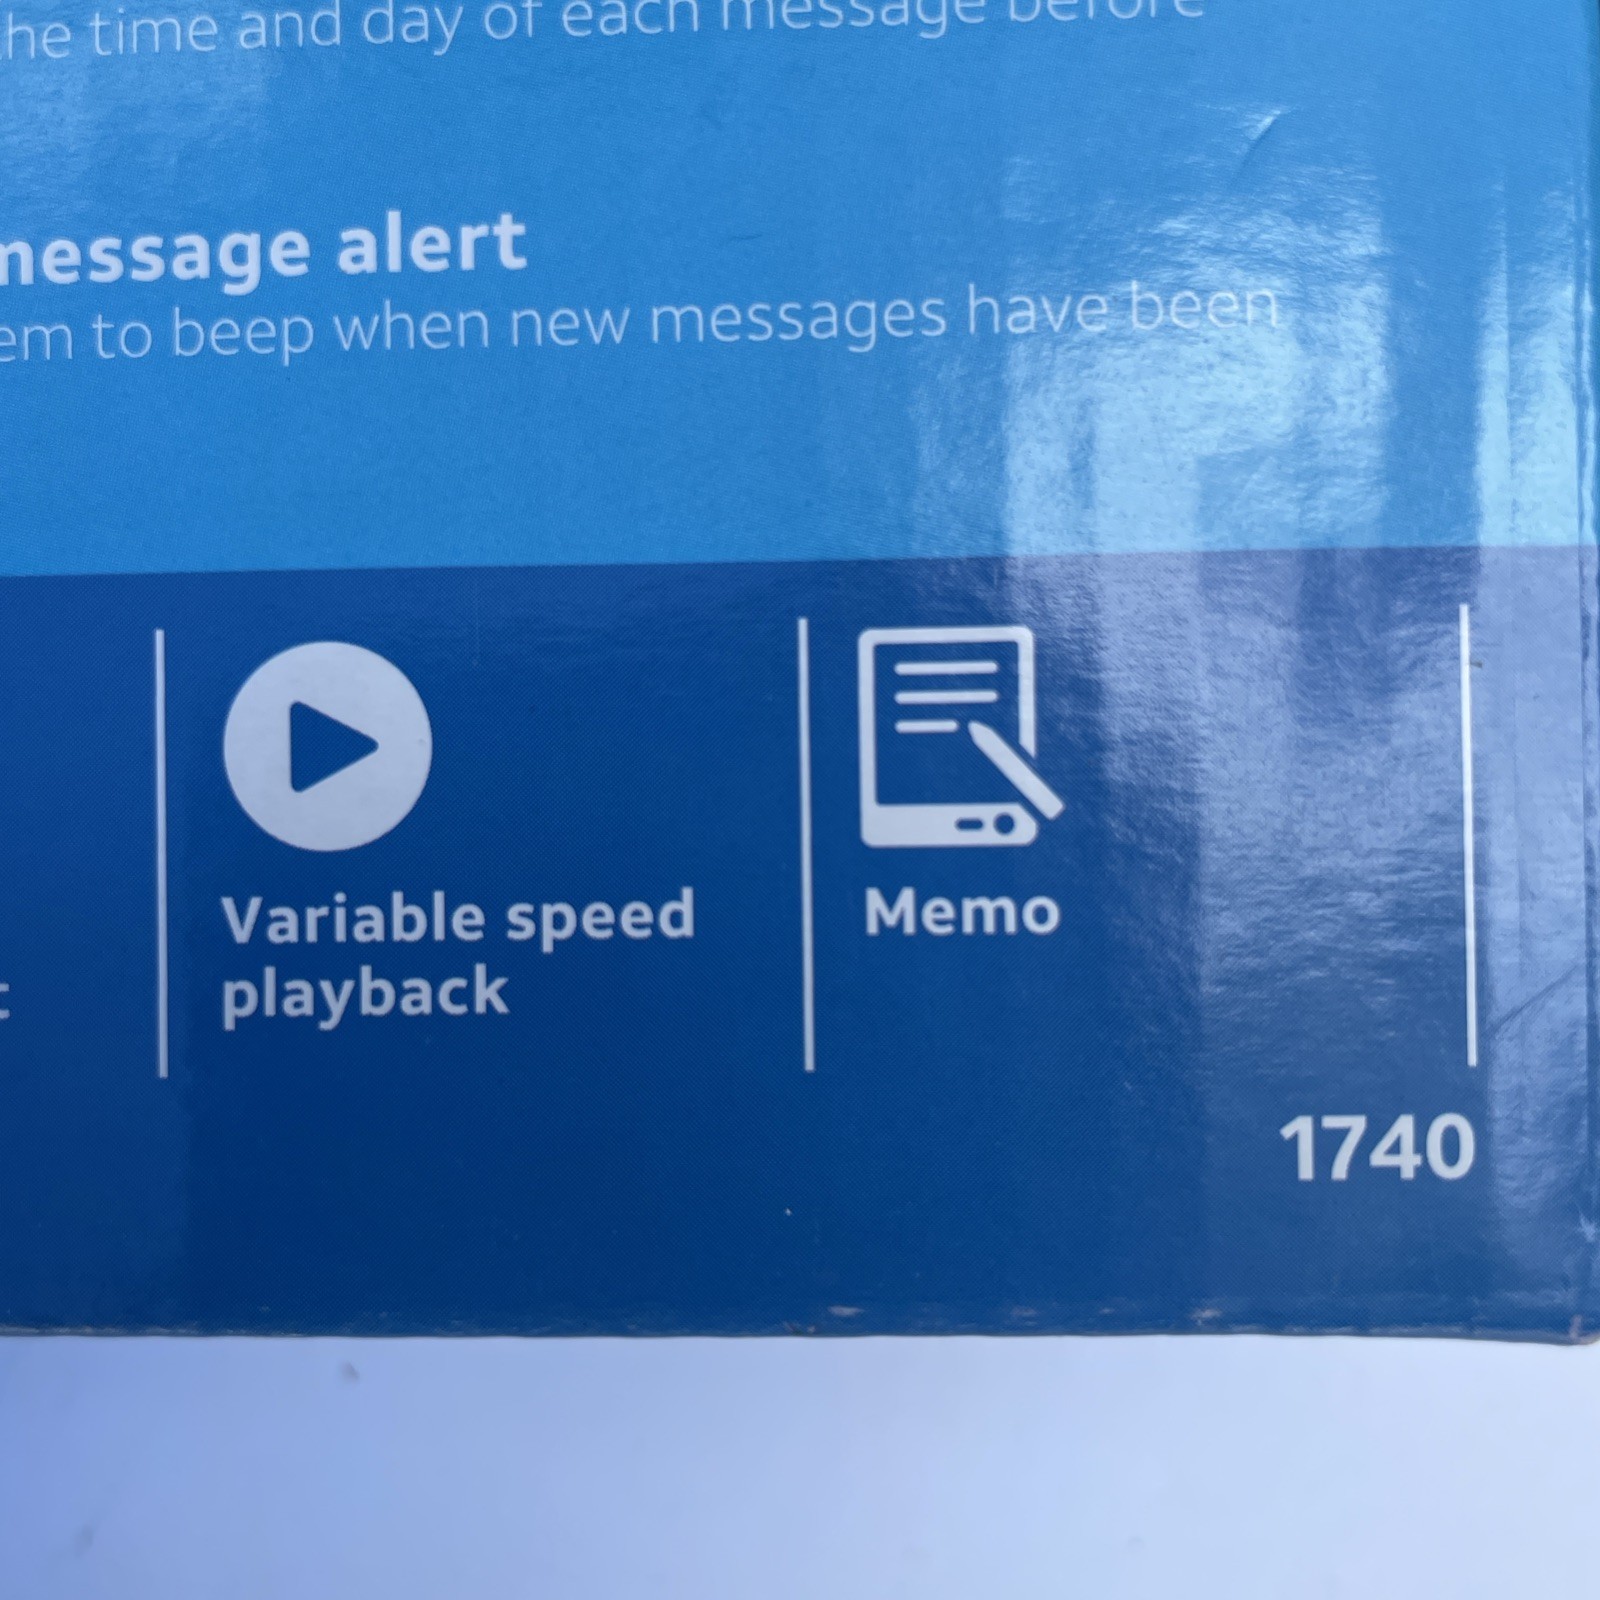 the time and day of each message before
message alert
em to beep when new messages have been
Variable speed
playback
Memo
t
1740